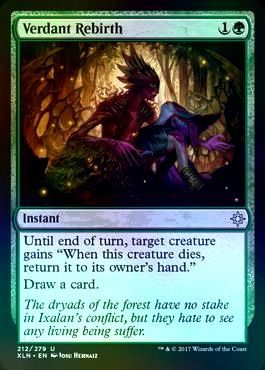 Verdant Rebirth 1
Instant
Until end of turn, target creature
gains “When this creature dies,
return it to its owner's hand.”
Draw a card.
The dryads of the forest have no stake
in Ixalan's conflict, but they hate to see
any living being suffer.
212/279 U
XLN • EN Josu Hernaiz
™ & © 2017 Wizards of the Coast